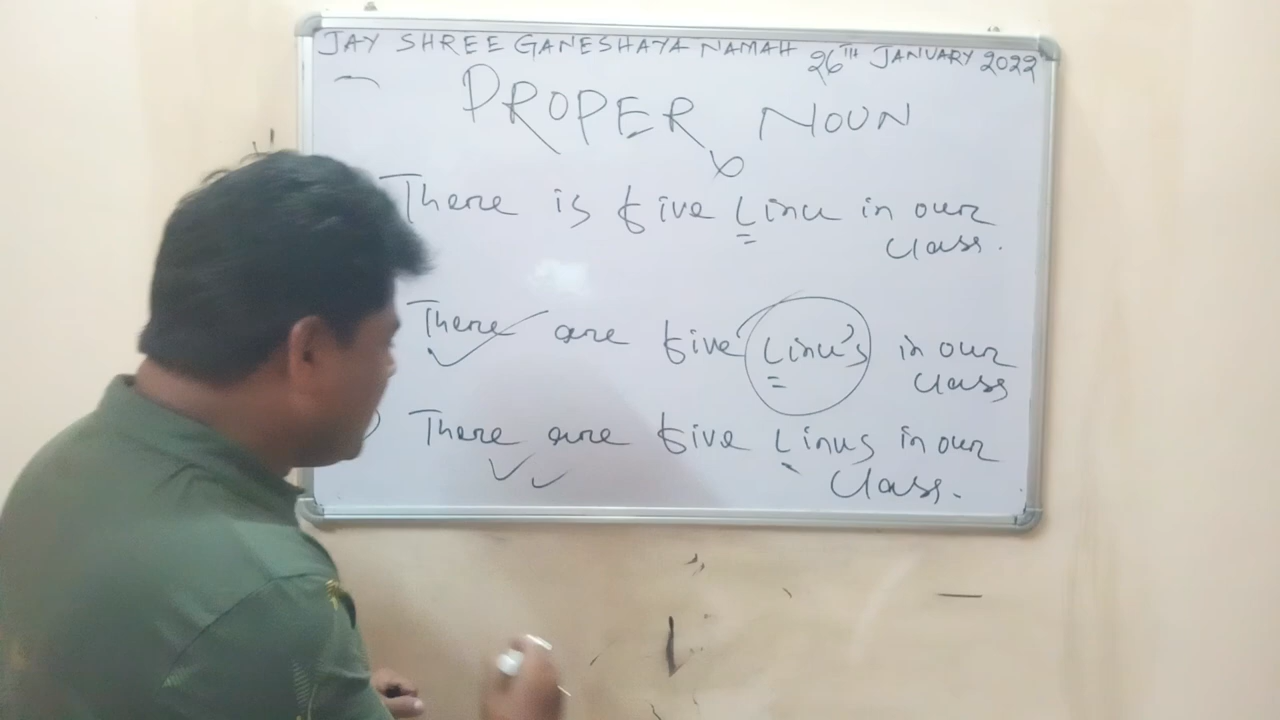 JAY SHREE GANESHAYA NAMAH 26TH JANUARY 2022
PROPER NOUN
There is five Linu in our
class.
There are five Linu's in our
class
There are five Linus in our
Class.